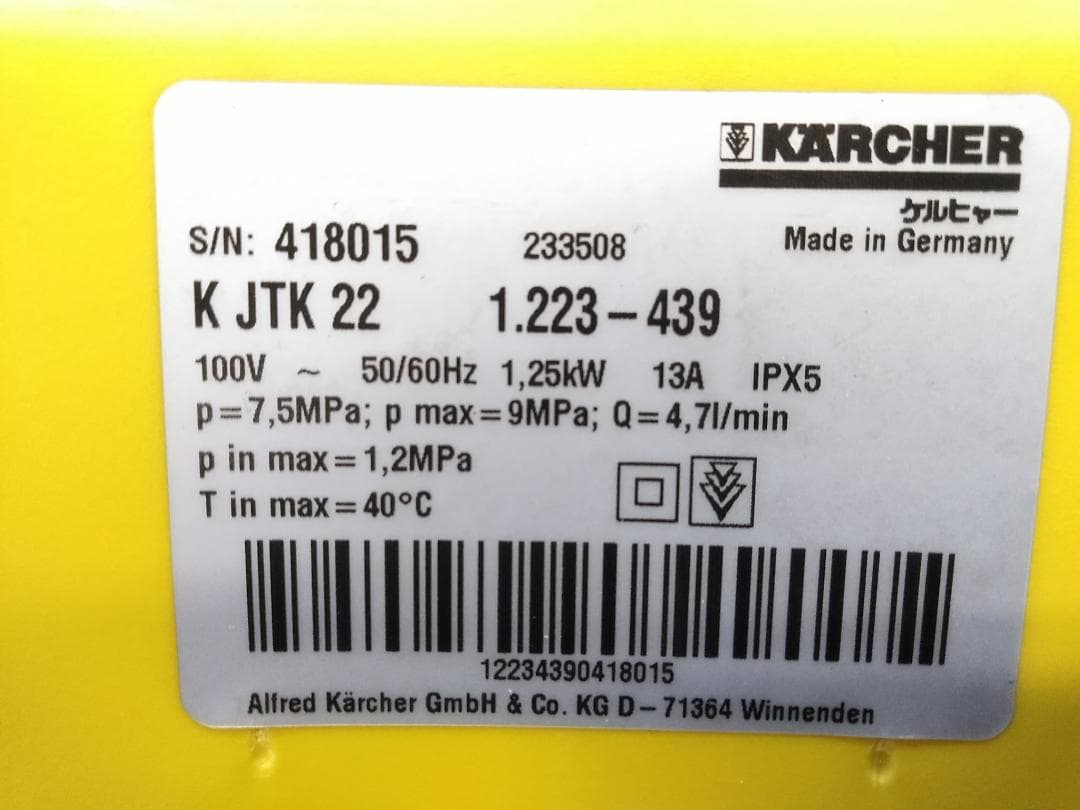 KÄRCHER
ケルヒャー
S/N: 418015 233508 Made in Germany
K JTK 22 1.223-439
100V ~ 50/60Hz 1,25kW 13A IPX5
p=7,5MPa; p max=9MPa; Q=4,7l/min
p in max=1,2MPa
T in max=40°C
12234390418015
Alfred Kärcher GmbH & Co. KG D-71364 Winnenden